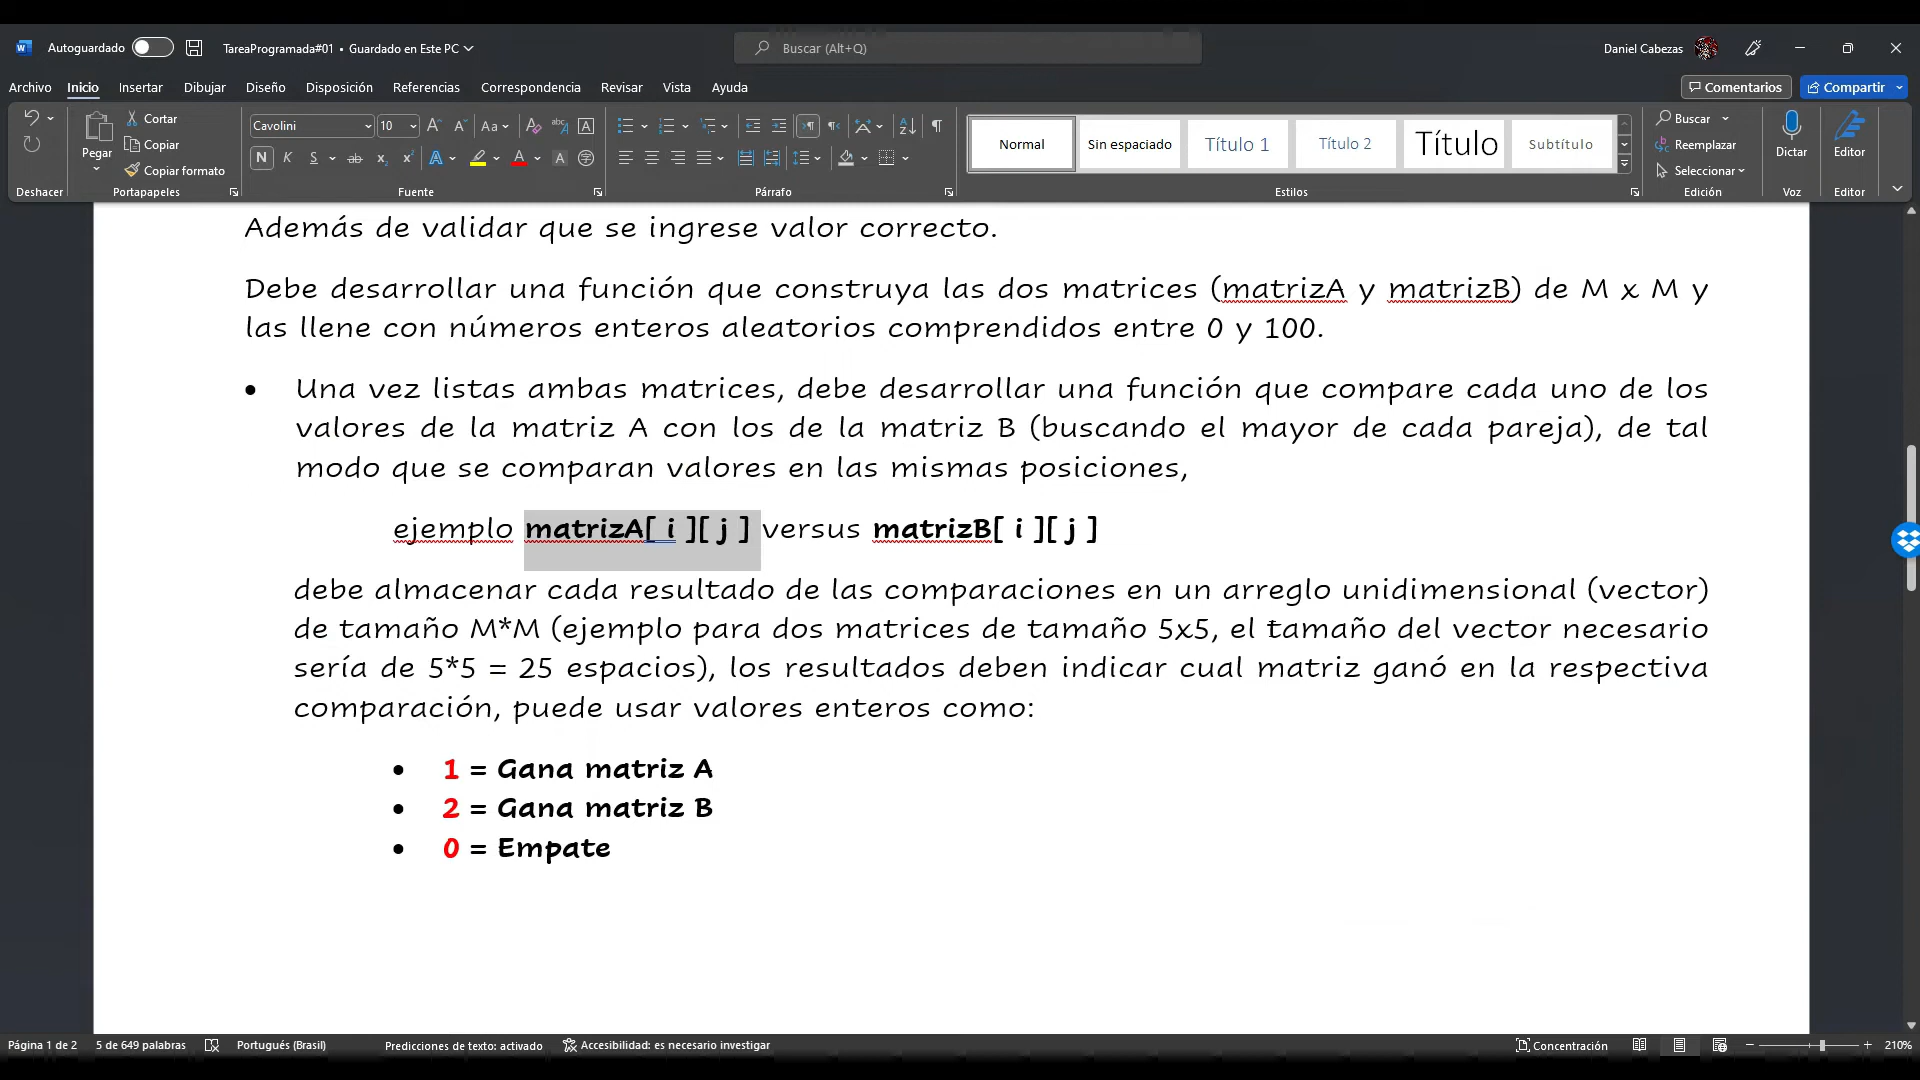 Autoguardado
TareaProgramada#01 • Guardado en Este PC
Buscar (Alt+Q)
Daniel Cabezas
Archivo Inicio Insertar Dibujar Diseño Disposición Referencias Correspondencia Revisar Vista Ayuda
Comentarios
Compartir
Pegar
Cortar
Copiar
Copiar formato
Cavolini
10
Normal
Sin espaciado
Título 1
Título 2
Título
Subtítulo
Buscar
Reemplazar
Seleccionar
Dictar
Editor
Deshacer
Portapapeles
Fuente
Párrafo
Estilos
Edición
Voz
Editor
Además de validar que se ingrese valor correcto.
Debe desarrollar una función que construya las dos matrices (matrizA y matrizB) de M x M y
las llene con números enteros aleatorios comprendidos entre 0 y 100.
• Una vez listas ambas matrices, debe desarrollar una función que compare cada uno de los
valores de la matriz A con los de la matriz B (buscando el mayor de cada pareja), de tal
modo que se comparan valores en las mismas posiciones,
ejemplo matrizA[ i ][ j ] versus matrizB[ i ][ j ]
debe almacenar cada resultado de las comparaciones en un arreglo unidimensional (vector)
de tamaño M*M (ejemplo para dos matrices de tamaño 5x5, el tamaño del vector necesario
sería de 5*5 = 25 espacios), los resultados deben indicar cual matriz ganó en la respectiva
comparación, puede usar valores enteros como:
• 1 = Gana matriz A
• 2 = Gana matriz B
• 0 = Empate
Página 1 de 2
5 de 649 palabras
Portugués (Brasil)
Predicciones de texto: activado
Accesibilidad: es necesario investigar
Concentración
210%